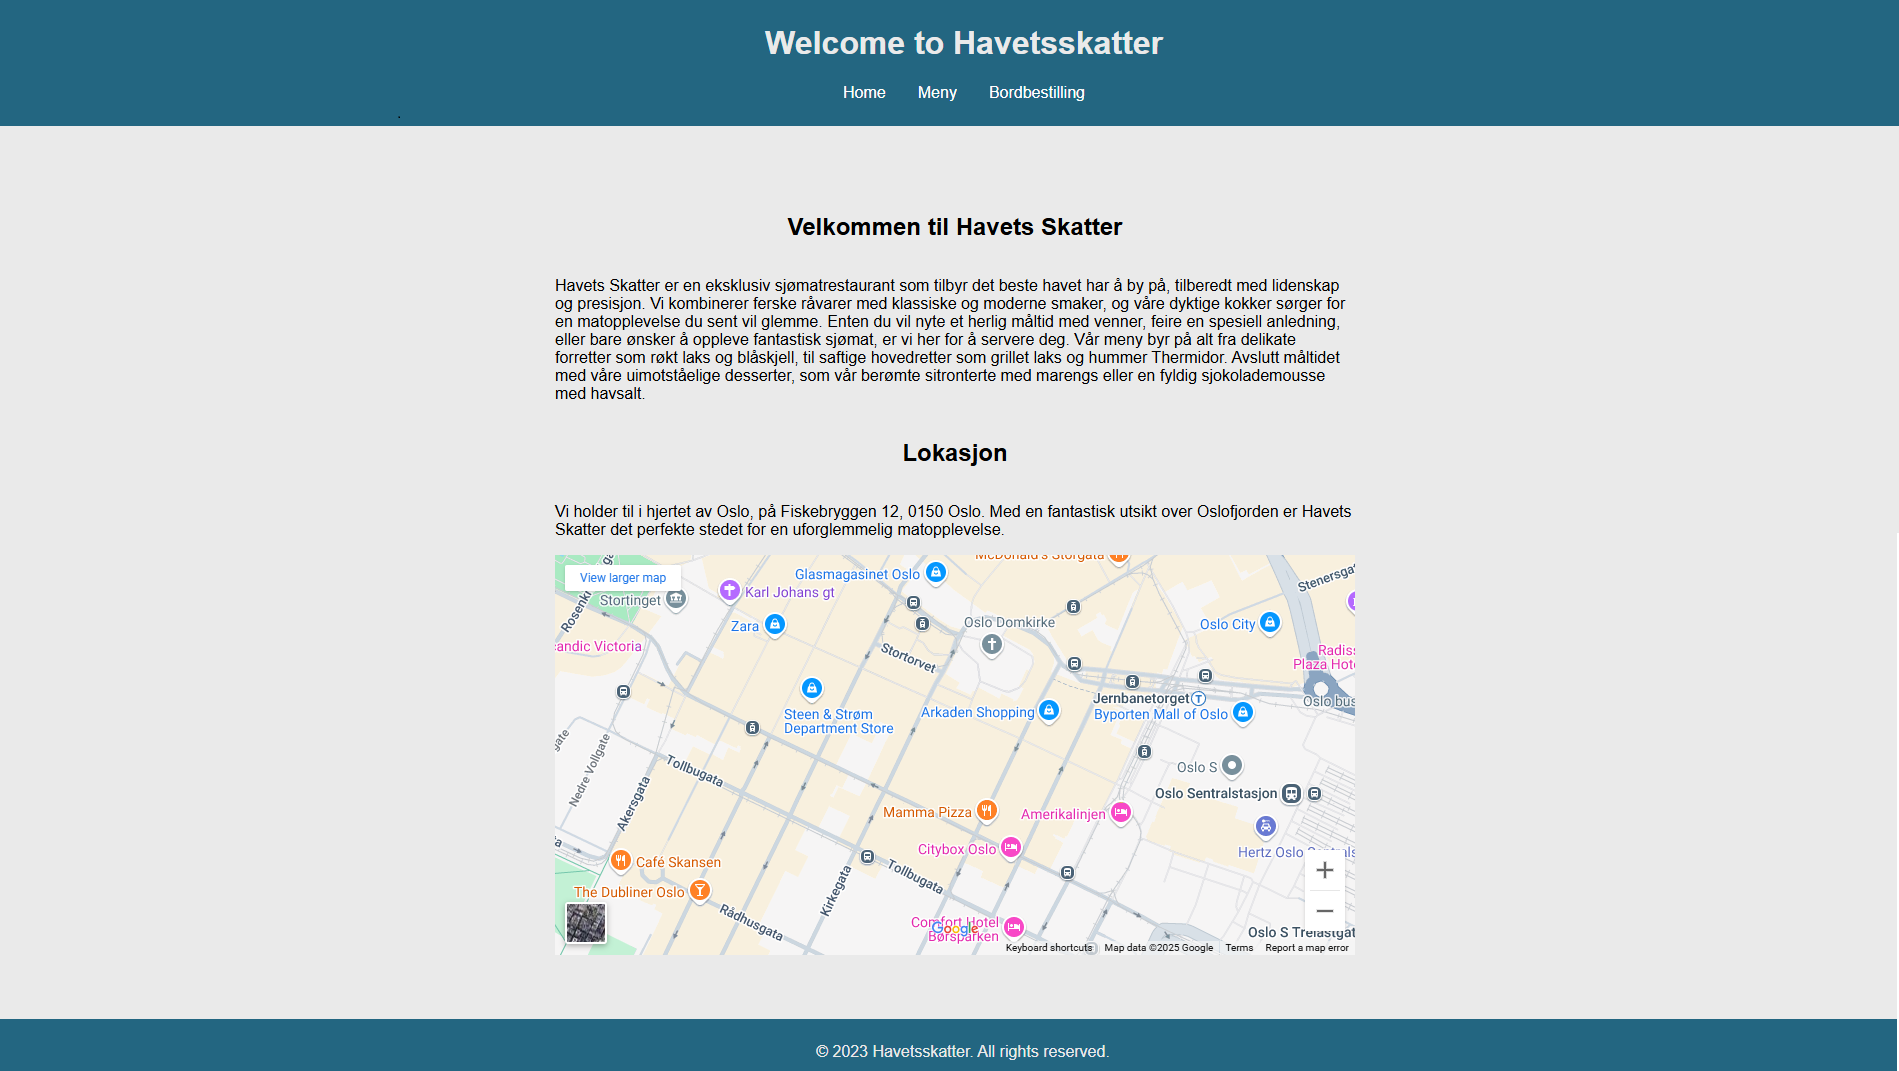 Welcome to Havetsskatter
Home Meny Bordbestilling
.
Velkommen til Havets Skatter
Havets Skatter er en eksklusiv sjømatrestaurant som tilbyr det beste havet har å by på, tilberedt med lidenskap
og presisjon. Vi kombinerer ferske råvarer med klassiske og moderne smaker, og våre dyktige kokker sørger for
en matopplevelse du sent vil glemme. Enten du vil nyte et herlig måltid med venner, feire en spesiell anledning,
eller bare ønsker å oppleve fantastisk sjømat, er vi her for å servere deg. Vår meny byr på alt fra delikate
forretter som røkt laks og blåskjell, til saftige hovedretter som grillet laks og hummer Thermidor. Avslutt måltidet
med våre uimotståelige desserter, som vår berømte sitronterte med marengs eller en fyldig sjokolademousse
med havsalt.
Lokasjon
Vi holder til i hjertet av Oslo, på Fiskebryggen 12, 0150 Oslo. Med en fantastisk utsikt over Oslofjorden er Havets
Skatter det perfekte stedet for en uforglemmelig matopplevelse.
McDonald's Storgata
View larger map
Glasmagasinet Oslo
Stenersgat
Karl Johans gt
Stortinget
Rosenkr
Zara
Oslo Domkirke
Oslo City
andic Victoria
Stortorvet
Radiss
Plaza Hote
Jernbanetorget T
Oslo bus
Steen & Strøm
Department Store
Arkaden Shopping
Byporten Mall of Oslo
Nedre Vollgate
Tollbugata
Oslo S
Akersgata
Oslo Sentralstasjon
Mamma Pizza
Amerikalinjen
Citybox Oslo
Hertz Oslo
Café Skansen
Tollbugata
The Dubliner Oslo
Kirkegata
Rådhusgata
Comfort Hotel
Børsparken
Google
Oslo S Trelastgat
Keyboard shortcuts Map data ©2025 Google Terms Report a map error
© 2023 Havetsskatter. All rights reserved.